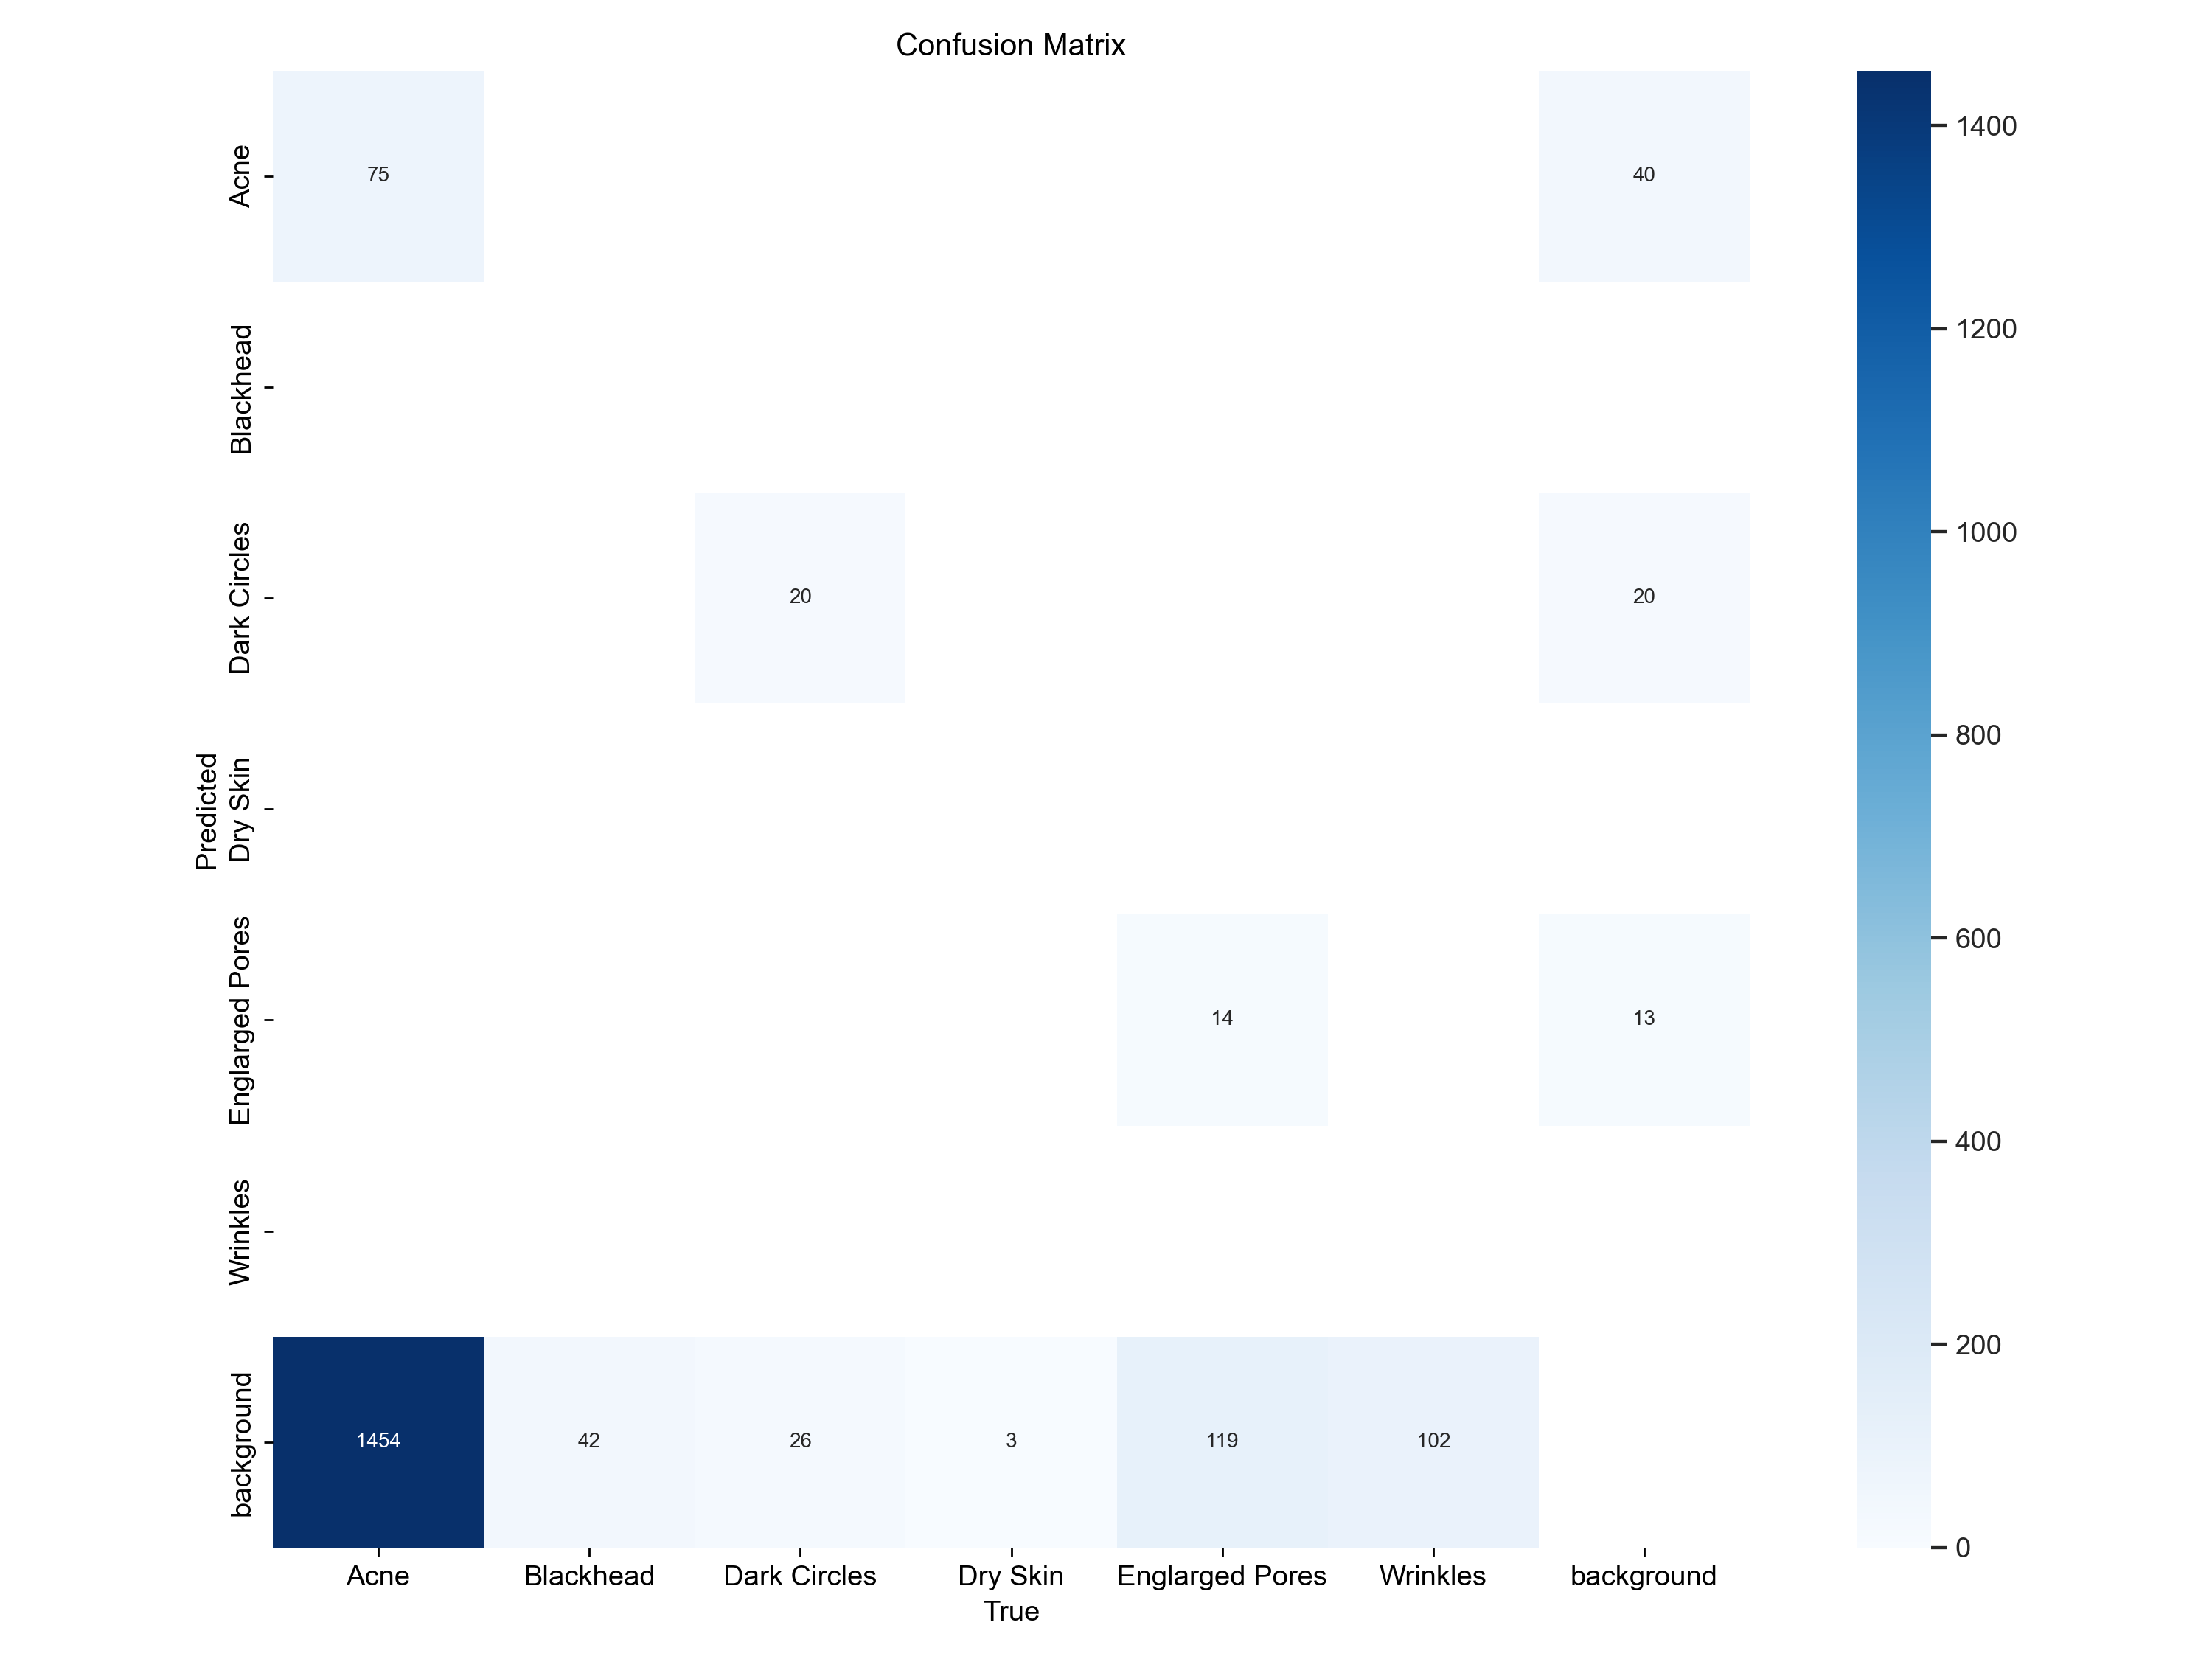 Confusion Matrix
Acne
75
40
1400
Blackhead
1200
Dark Circles
20
20
1000
Predicted
Dry Skin
800
Englarged Pores
14
13
600
Wrinkles
400
background
1454
42
26
3
119
102
200
0
Acne
Blackhead
Dark Circles
Dry Skin
Englarged Pores
Wrinkles
background
True